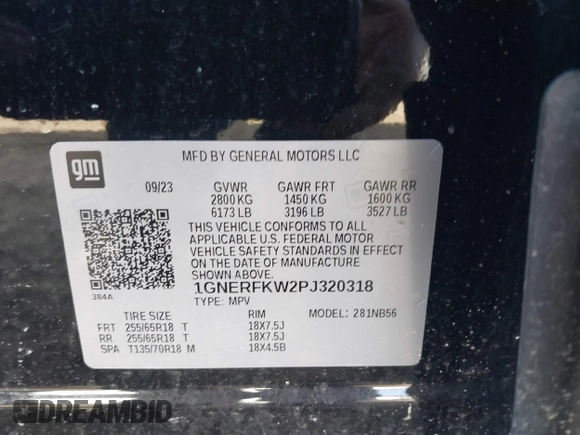 gm
MFD BY GENERAL MOTORS LLC
09/23 GVWR GAWR FRT GAWR RR
2800 KG 1450 KG 1600 KG
6173 LB 3196 LB 3527 LB
THIS VEHICLE CONFORMS TO ALL
APPLICABLE U.S. FEDERAL MOTOR
VEHICLE SAFETY STANDARDS IN EFFECT
ON THE DATE OF MANUFACTURE
SHOWN ABOVE.
384A
1GNERFKW2PJ320318
TYPE: MPV MODEL: 281NB56
TIRE SIZE RIM
FRT 255/65R18 T 18X7.5J
RR 255/65R18 T 18X7.5J
SPA T135/70R18 M 18X4.5B
DREAMBID